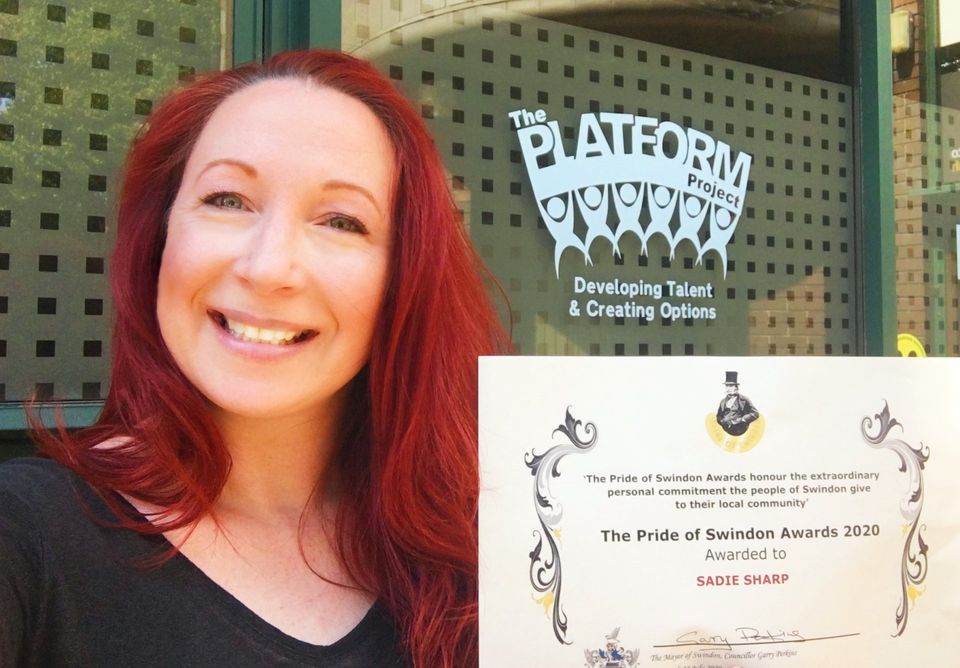 The
PLATFORM
Project
Developing Talent
& Creating Options
'The Pride of Swindon Awards honour the extraordinary
personal commitment the people of Swindon give
to their local community'
The Pride of Swindon Awards 2020
Awarded to
SADIE SHARP
Garry Perkins
The Mayor of Swindon, Councillor Garry Perkins